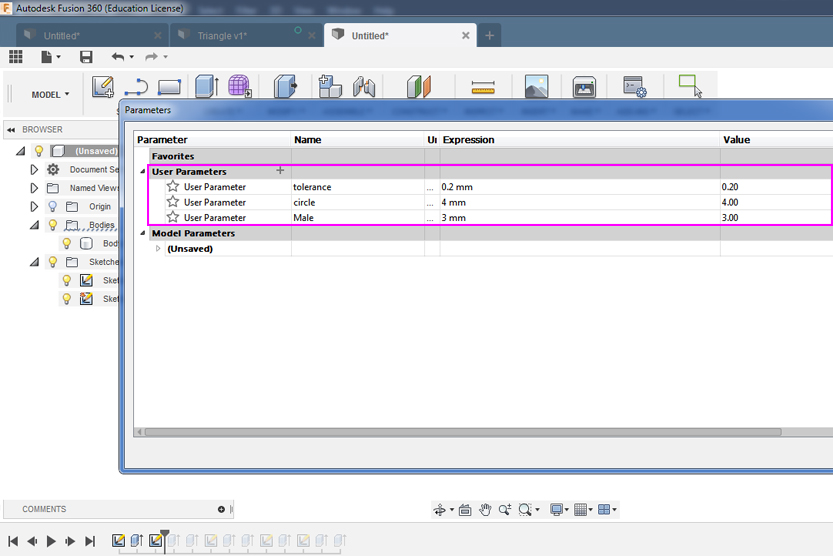 Autodesk Fusion 360 (Education License)
Untitled*
Triangle v1*
Untitled*
MODEL
Parameters
BROWSER
Parameter Name Expression Value
(Unsaved)
Favorites
Document Se
User Parameters
Named Views
User Parameter tolerance ... 0.2 mm 0.20
Origin
User Parameter circle ... 4 mm 4.00
User Parameter Male ... 3 mm 3.00
Bodies
Model Parameters
Bod
(Unsaved)
Sketche
Sket
Sket
COMMENTS